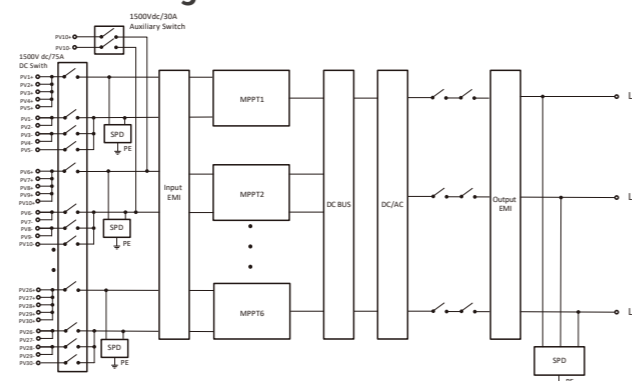 1500Vdc/30A
Auxiliary Switch
PV10+
PV10-
1500V dc/75A
DC Swith
PV1+
PV2+
PV3+
PV4+
PV5+
PV1-
PV2-
PV3-
PV4-
PV5-
SPD
PE
PV6+
PV7+
PV8+
PV9+
PV10+
PV6-
PV7-
PV8-
PV9-
PV10-
SPD
PE
PV26+
PV27+
PV28+
PV29+
PV30+
PV26-
PV27-
PV28-
PV29-
PV30-
SPD
PE
Input
EMI
MPPT1
MPPT2
MPPT6
DC BUS
DC/AC
Output
EMI
SPD
PE